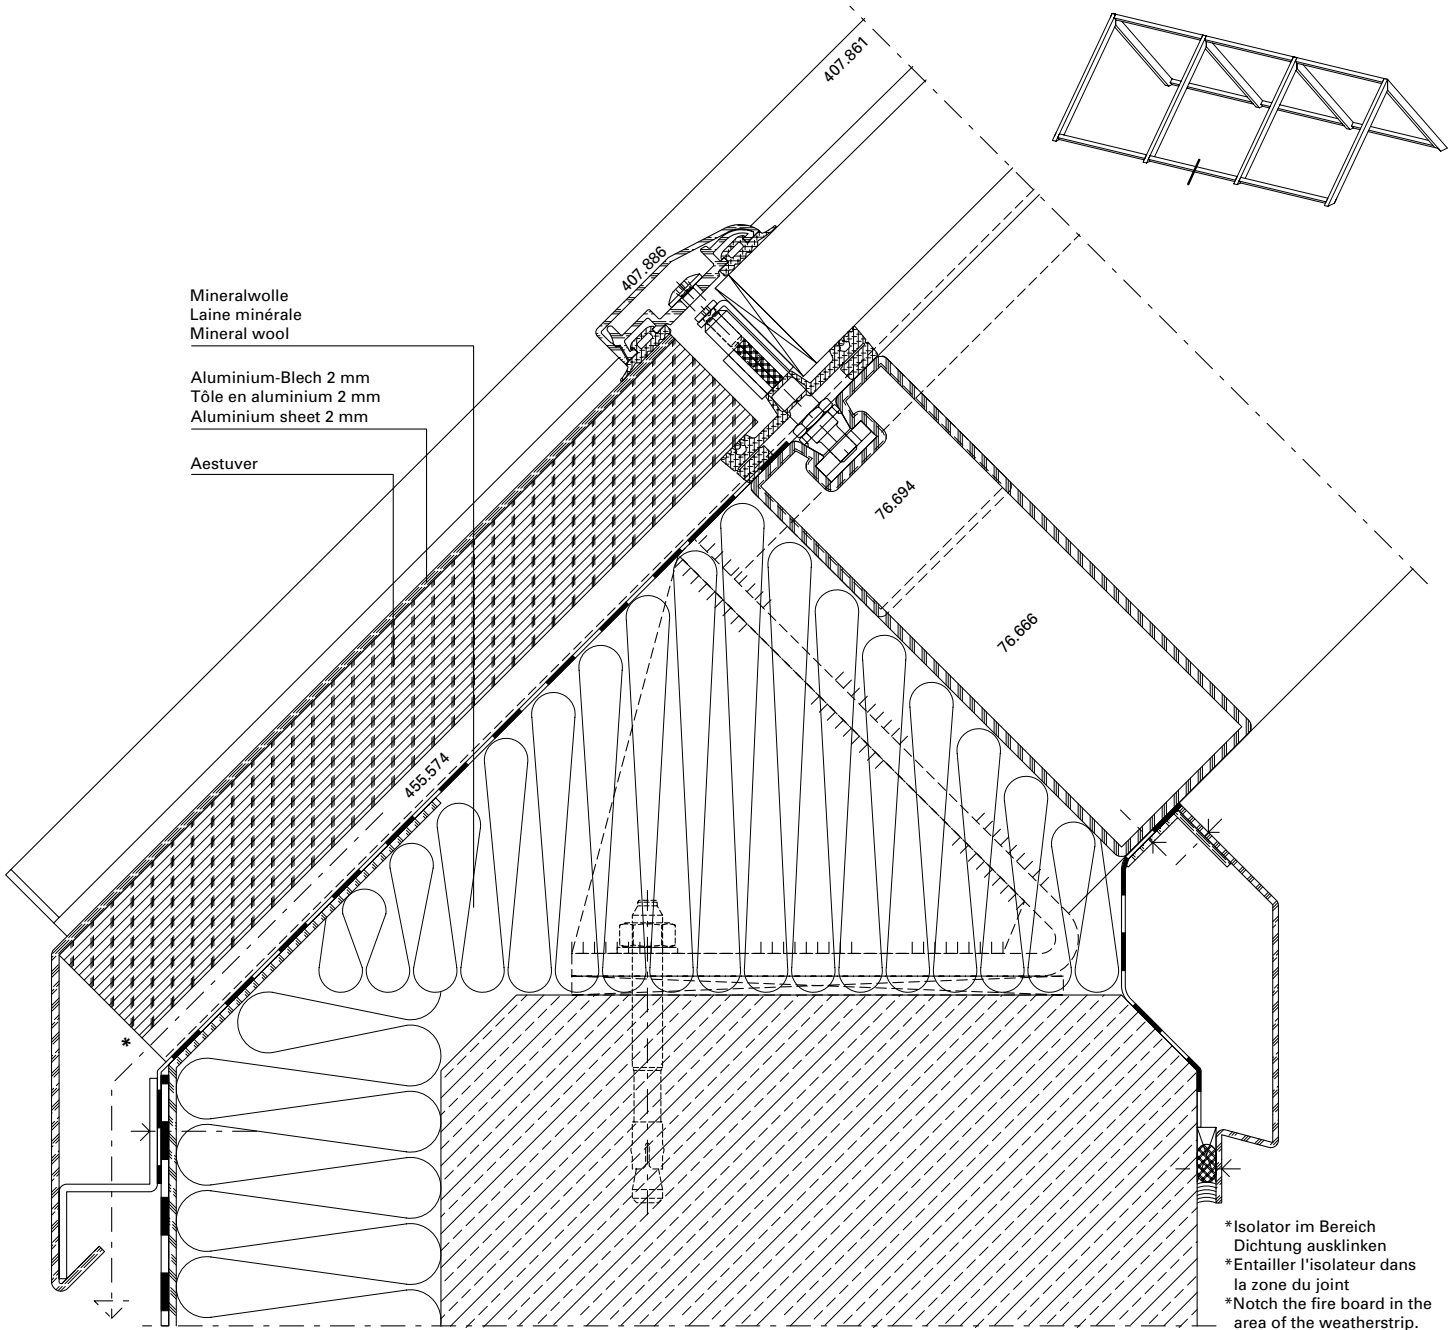 407.861
407.886
Mineralwolle
Laine minérale
Mineral wool
Aluminium-Blech 2 mm
Tôle en aluminium 2 mm
Aluminium sheet 2 mm
Aestuver
76.694
76.666
455.574
*
*Isolator im Bereich
Dichtung ausklinken
*Entailler l'isolateur dans
la zone du joint
*Notch the fire board in the
area of the weatherstrip.